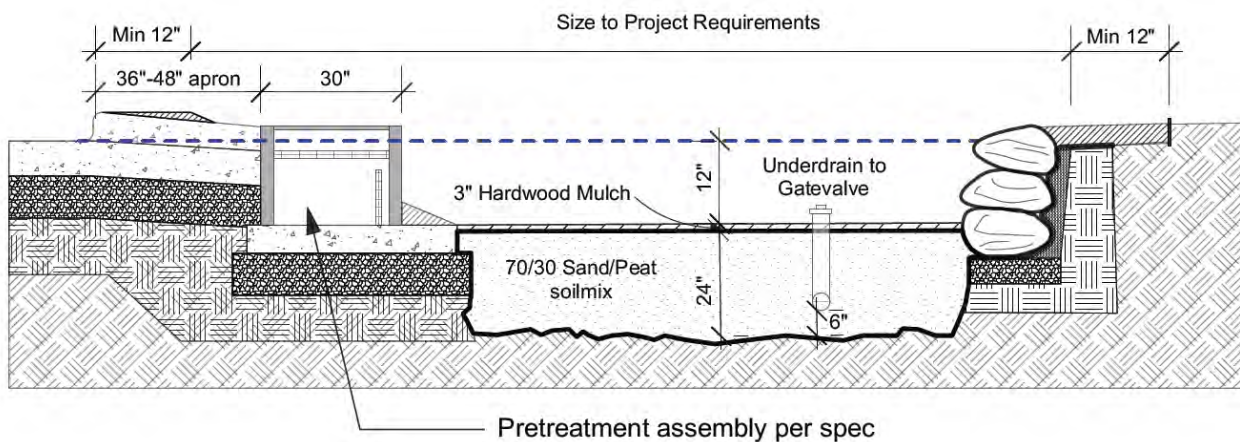 Size to Project Requirements
Min 12"
Min 12"
36"-48" apron
30"
12"
Underdrain to
Gatevalve
3" Hardwood Mulch
70/30 Sand/Peat
soilmix
24"
6"
Pretreatment assembly per spec